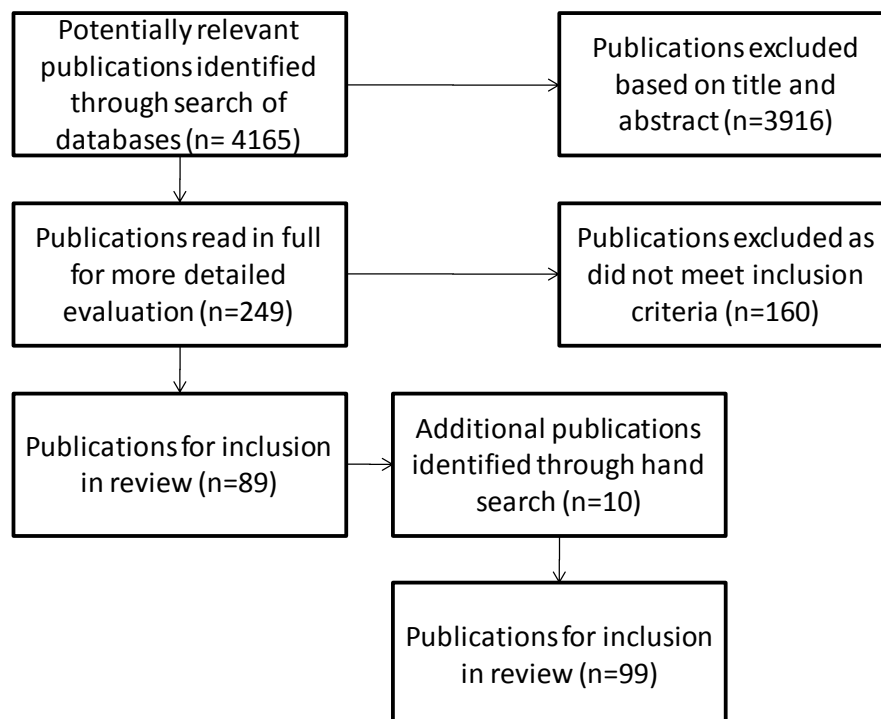 Potentially relevant
publications identified
through search of
databases (n= 4165)
Publications excluded
based on title and
abstract (n=3916)
Publications read in full
for more detailed
evaluation (n=249)
Publications excluded as
did not meet inclusion
criteria (n=160)
Publications for inclusion
in review (n=89)
Additional publications
identified through hand
search (n=10)
Publications for inclusion
in review (n=99)